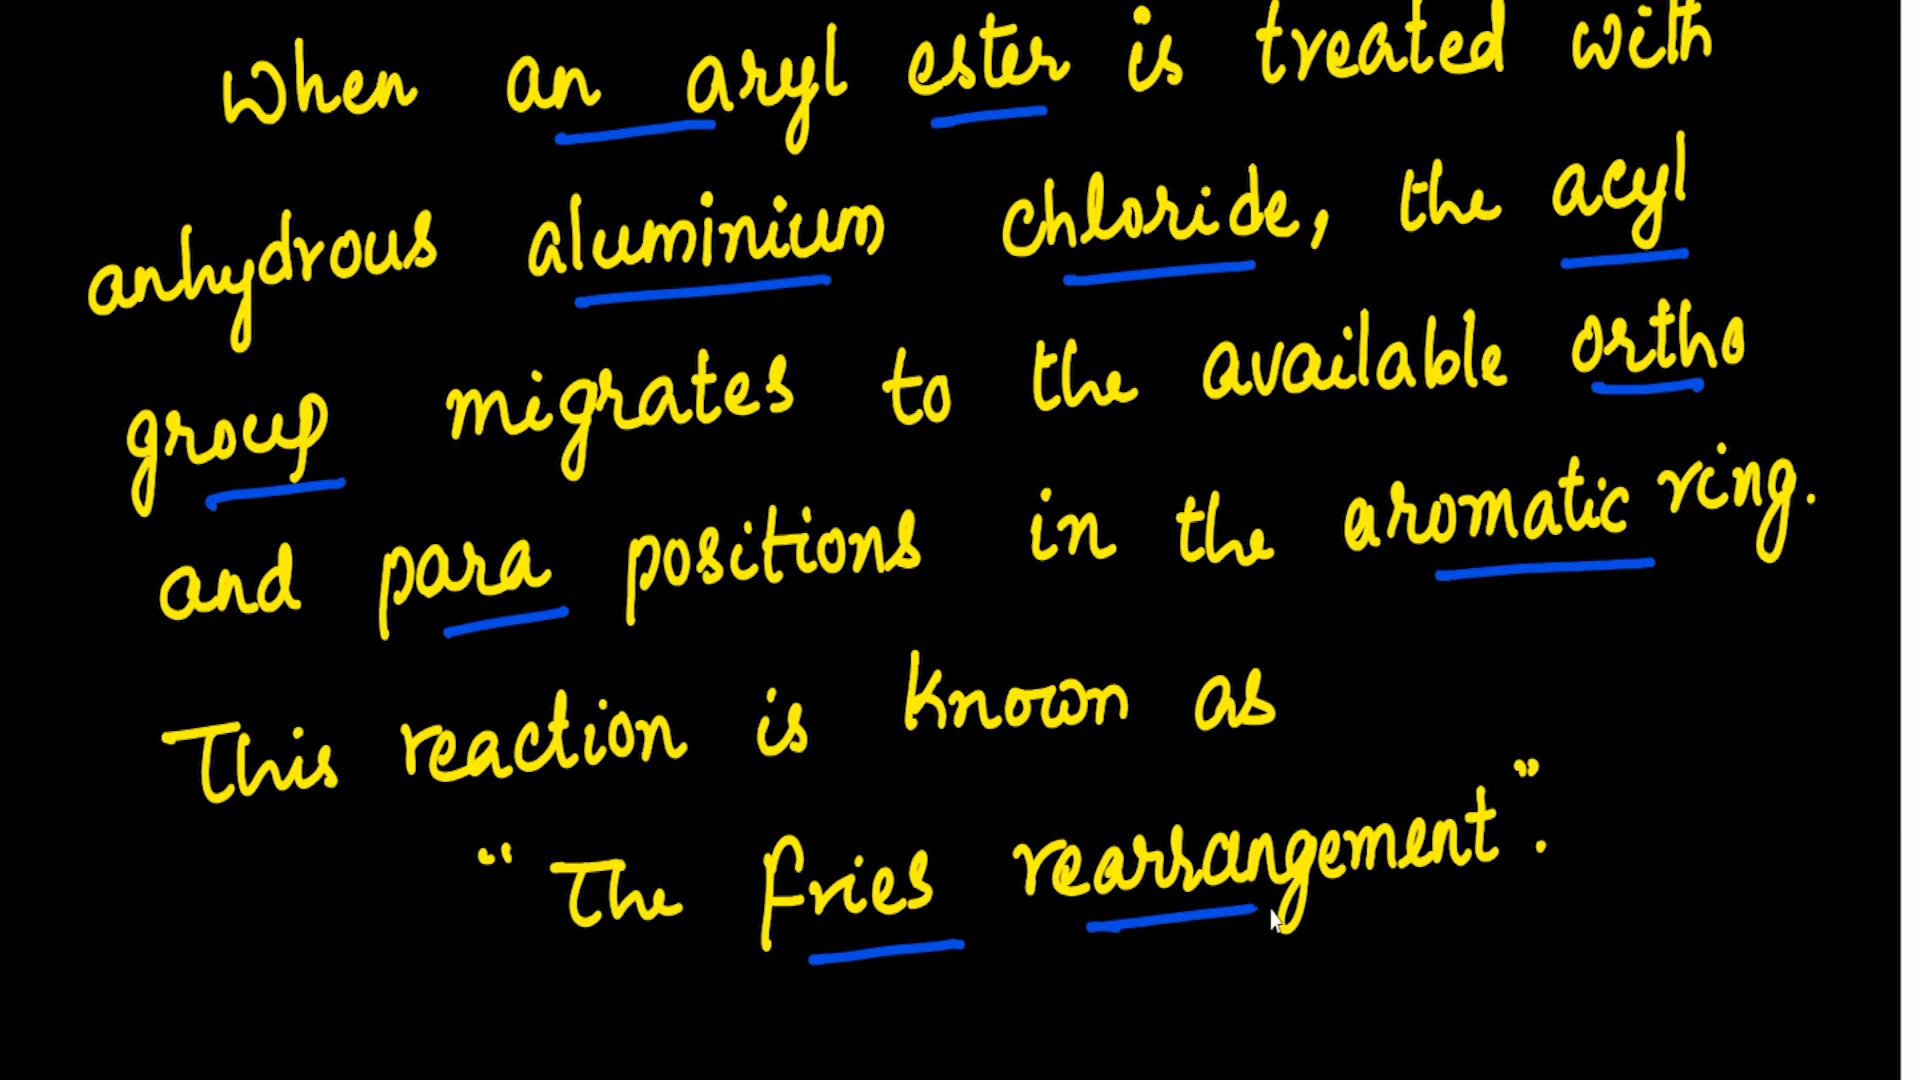 When an aryl ester is treated with
anhydrous aluminium chloride, the acyl
group migrates to the available ortho
and para positions in the aromatic ring.
This reaction is known as
"The fries rearrangement".